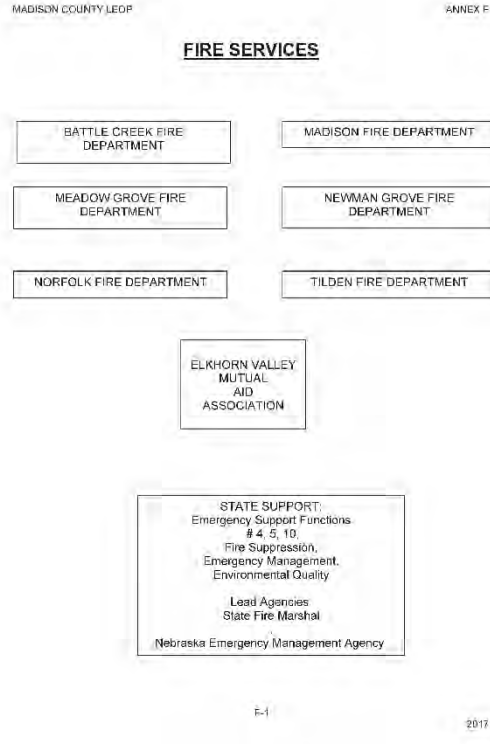 MADISON COUNTY LEOP
ANNEX F
FIRE SERVICES
BATTLE CREEK FIRE
DEPARTMENT
MADISON FIRE DEPARTMENT
MEADOW GROVE FIRE
DEPARTMENT
NEWMAN GROVE FIRE
DEPARTMENT
NORFOLK FIRE DEPARTMENT
TILDEN FIRE DEPARTMENT
ELKHORN VALLEY
MUTUAL
AID
ASSOCIATION
STATE SUPPORT:
Emergency Support Functions
# 4, 5, 10,
Fire Suppression,
Emergency Management,
Environmental Quality
Lead Agencies
State Fire Marshal
,
Nebraska Emergency Management Agency
F-1
2017